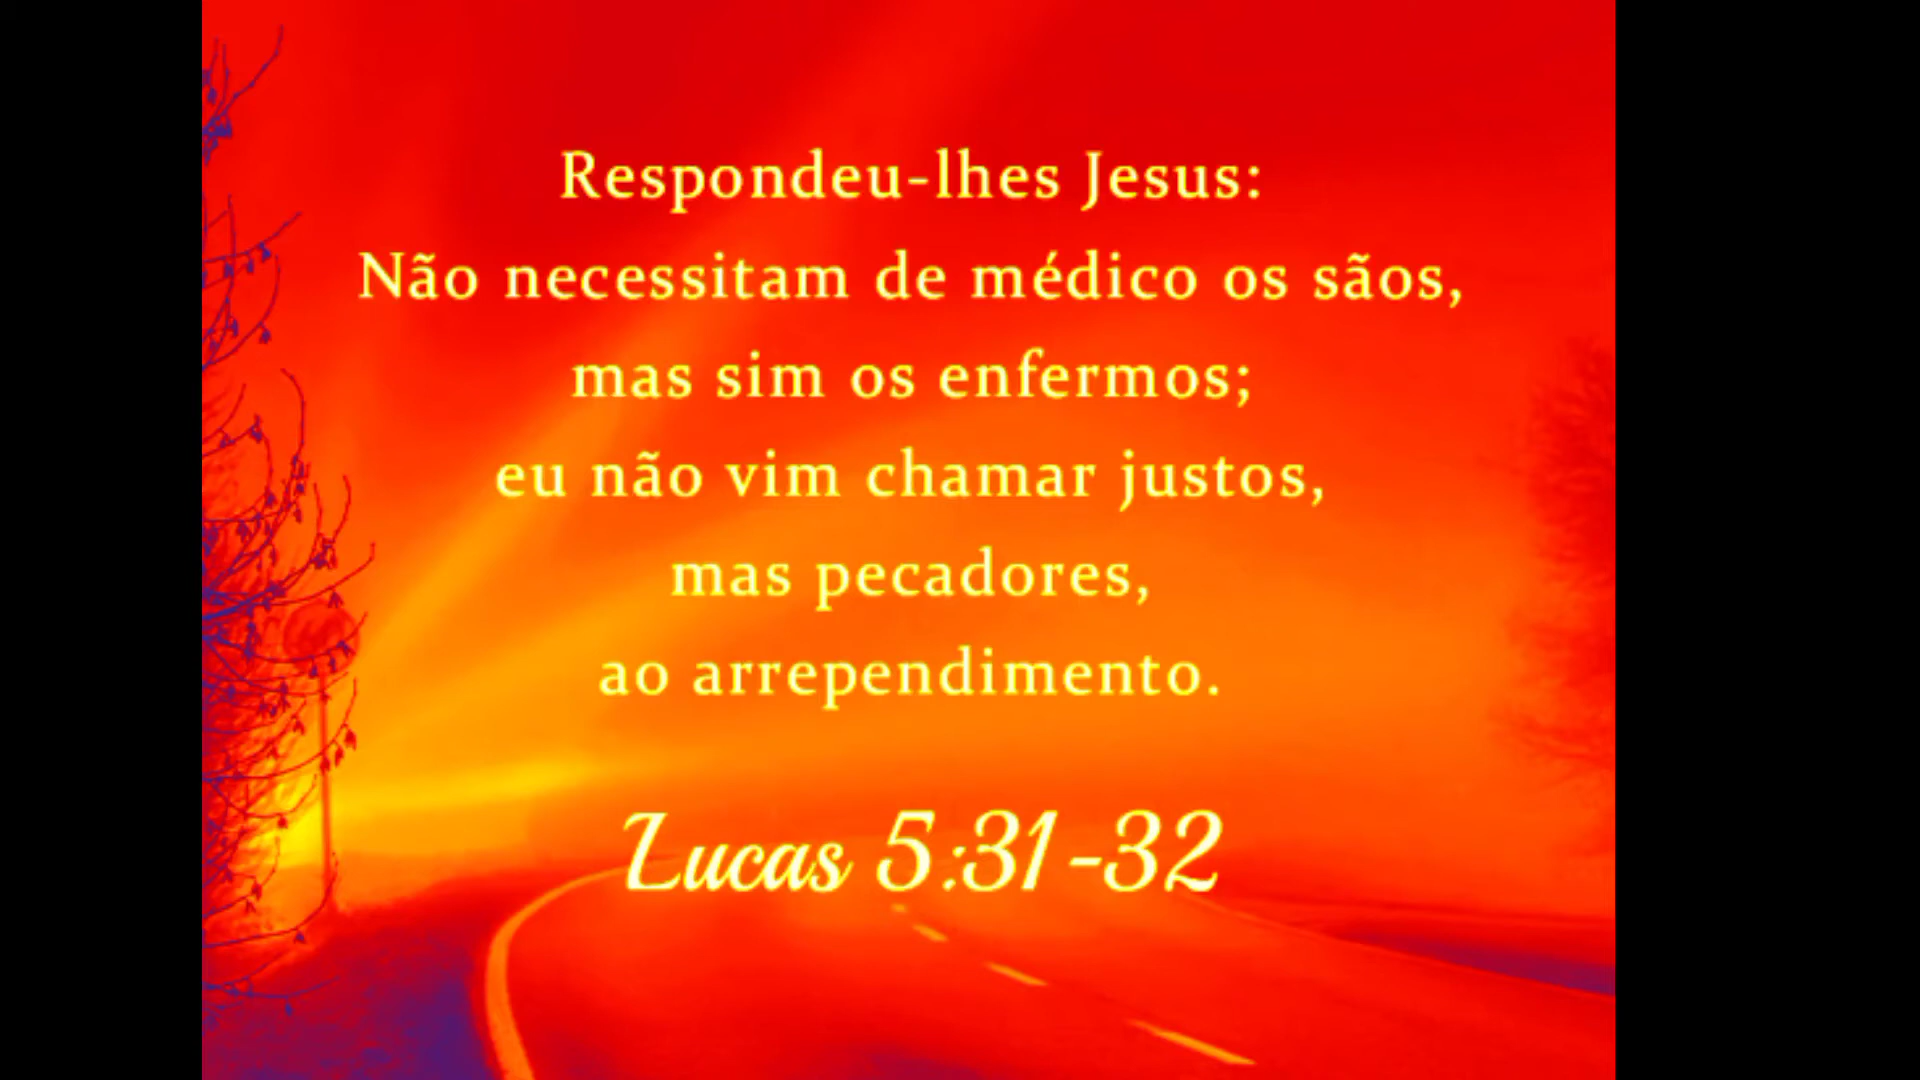 Respondeu-lhes Jesus:
Não necessitam de médico os sãos,
mas sim os enfermos;
eu não vim chamar justos,
mas pecadores,
ao arrependimento.
Lucas 5:31-32